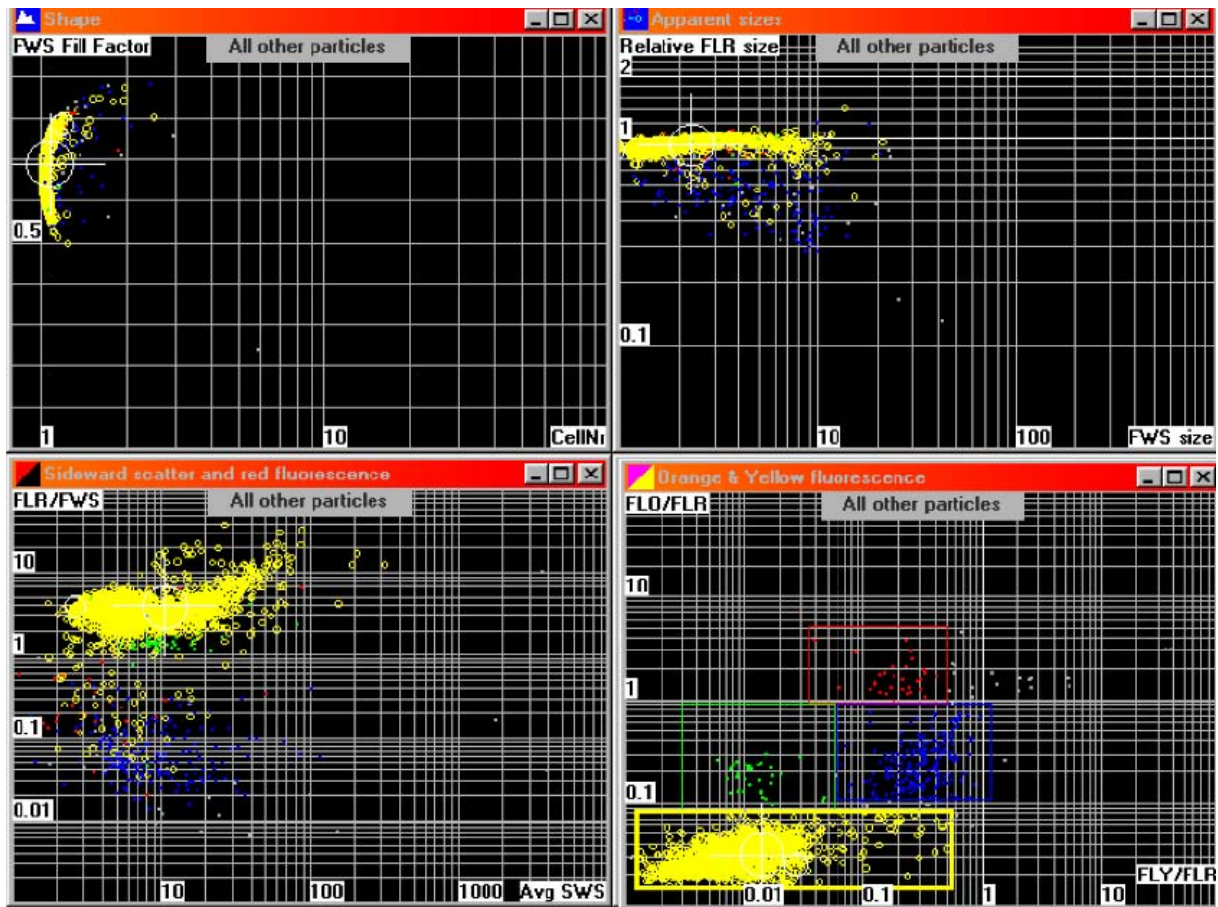 Shape
FWS Fill Factor
All other particles
0.5
1
10
CellNr
Apparent sizes
Relative FLR size
All other particles
2
1
0.1
10
100
FWS size
Sideward scatter and red fluorescence
FLR/FWS
All other particles
10
1
0.1
0.01
10
100
1000
Avg SWS
Orange & Yellow fluorescence
FLO/FLR
All other particles
10
1
0.1
0.01
0.1
1
10
FLY/FLR